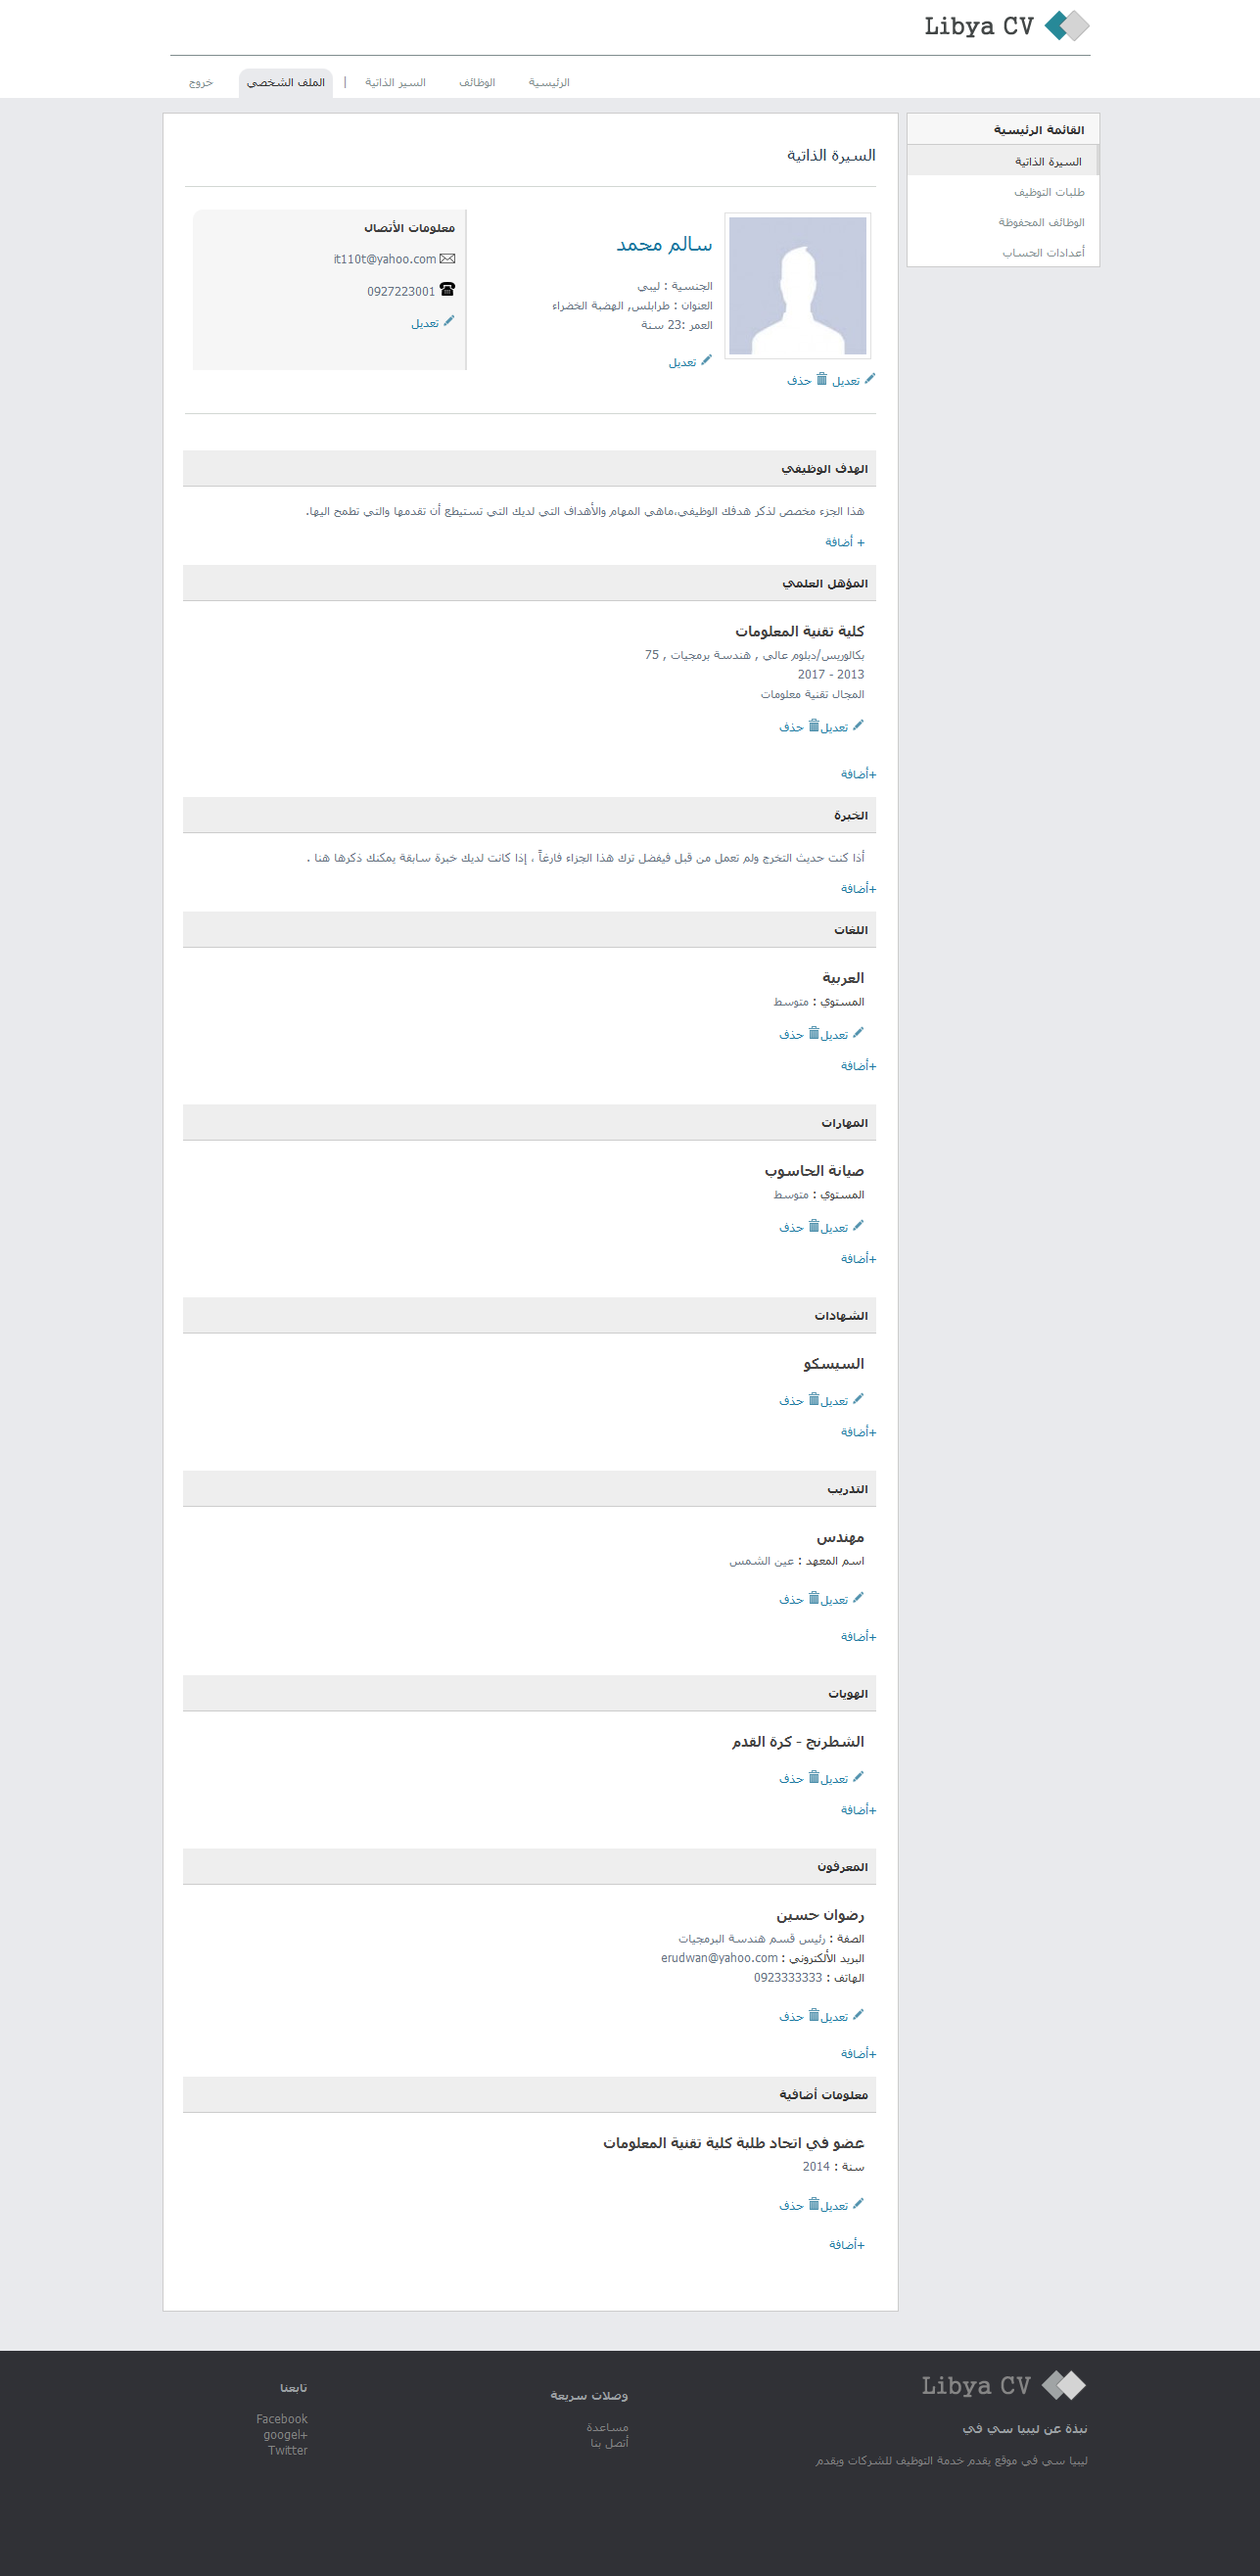 Libya CV
الرئيسية
الوظائف
السير الذاتية
|
الملف الشخصي
خروج
القائمة الرئيسية
السيرة الذاتية
طلبات التوظيف
الوظائف المحفوظة
أعدادات الحساب
السيرة الذاتية
سالم محمد
الجنسية : ليبي
العنوان : طرابلس, الهضبة الخضراء
العمر :23 سنة
تعديل
تعديل حذف
معلومات الأتصال
it110t@yahoo.com
0927223001
تعديل
الهدف الوظيفي
هذا الجزء مخصص لذكر هدفك الوظيفي،ماهي المهام والأهداف التي لديك التي تستيطع أن تقدمها والتي تطمح اليها.
+ أضافة
المؤهل العلمي
كلية تقنية المعلومات
بكالوريس/دبلوم عالي , هندسة برمجيات , 75
2013 - 2017
المجال تقنية معلومات
تعديل حذف
+أضافة
الخبرة
أذا كنت حديث التخرج ولم تعمل من قبل فيفضل ترك هذا الجزاء فارغاً ، إذا كانت لديك خبرة سابقة يمكنك ذكرها هنا .
+أضافة
اللغات
العربية
المستوي : متوسط
تعديل حذف
+أضافة
المهارات
صيانة الحاسوب
المستوي : متوسط
تعديل حذف
+أضافة
الشهادات
السيسكو
تعديل حذف
+أضافة
التدريب
مهندس
اسم المعهد : عين الشمس
تعديل حذف
+أضافة
الهويات
الشطرنج - كرة القدم
تعديل حذف
+أضافة
المعرفون
رضوان حسين
الصفة : رئيس قسم هندسة البرمجيات
البريد الألكتروني : erudwan@yahoo.com
الهاتف : 0923333333
تعديل حذف
+أضافة
معلومات أضافية
عضو في اتحاد طلبة كلية تقنية المعلومات
سنة : 2014
تعديل حذف
+أضافة
Libya CV
نبذة عن ليبيا سي في
ليبيا سي في موقع يقدم خدمة التوظيف للشركات ويقدم
وصلات سريعة
مساعدة
أتصل بنا
تابعنا
Facebook
googel+
Twitter